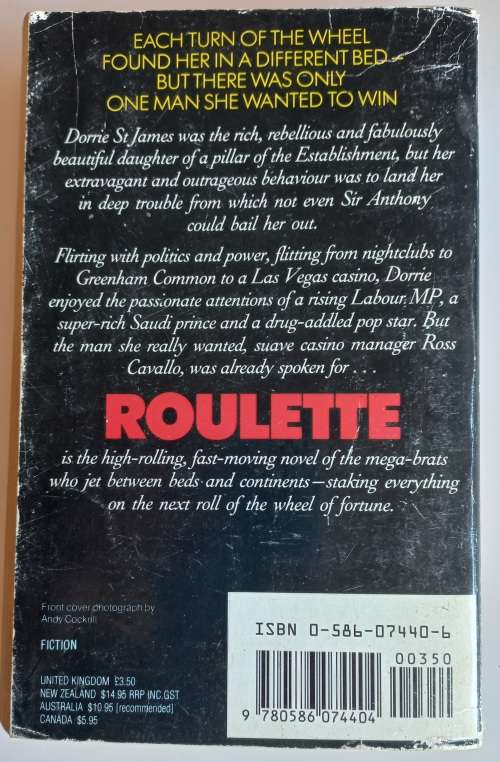 EACH TURN OF THE WHEEL
FOUND HER IN A DIFFERENT BED –
BUT THERE WAS ONLY
ONE MAN SHE WANTED TO WIN
Dorrie St James was the rich, rebellious and fabulously
beautiful daughter of a pillar of the Establishment, but her
extravagant and outrageous behaviour was to land her
in deep trouble from which not even Sir Anthony
could bail her out.
Flirting with politics and power, flitting from nightclubs to
Greenham Common to a Las Vegas casino, Dorrie
enjoyed the passionate attentions of a rising Labour MP, a
super-rich Saudi prince and a drug-addled pop star. But
the man she really wanted, suave casino manager Ross
Cavallo, was already spoken for . . .
ROULETTE
is the high-rolling, fast-moving novel of the mega-brats
who jet between beds and continents—staking everything
on the next roll of the wheel of fortune.
Front cover photograph by
Andy Cockrill
FICTION
UNITED KINGDOM £3.50
NEW ZEALAND $14.95 RRP INC.GST
AUSTRALIA $10.95 [recommended]
CANADA $5.95
ISBN 0-586-07440-6
00350
9 780586 074404